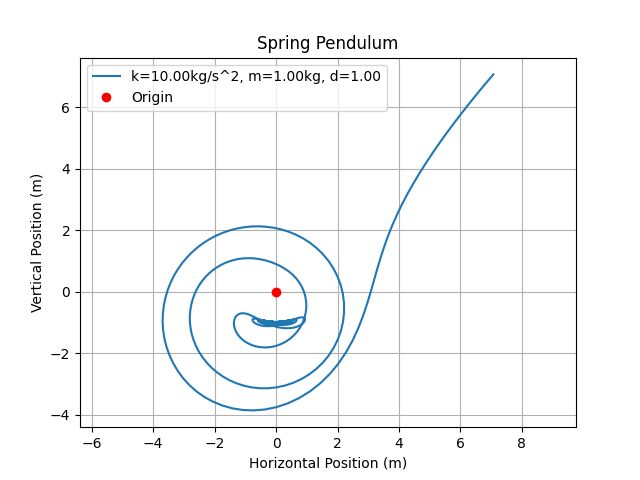 Spring Pendulum
k=10.00kg/s^2, m=1.00kg, d=1.00
Origin
Vertical Position (m)
6
4
2
0
−2
−4
−6 −4 −2 0 2 4 6 8
Horizontal Position (m)